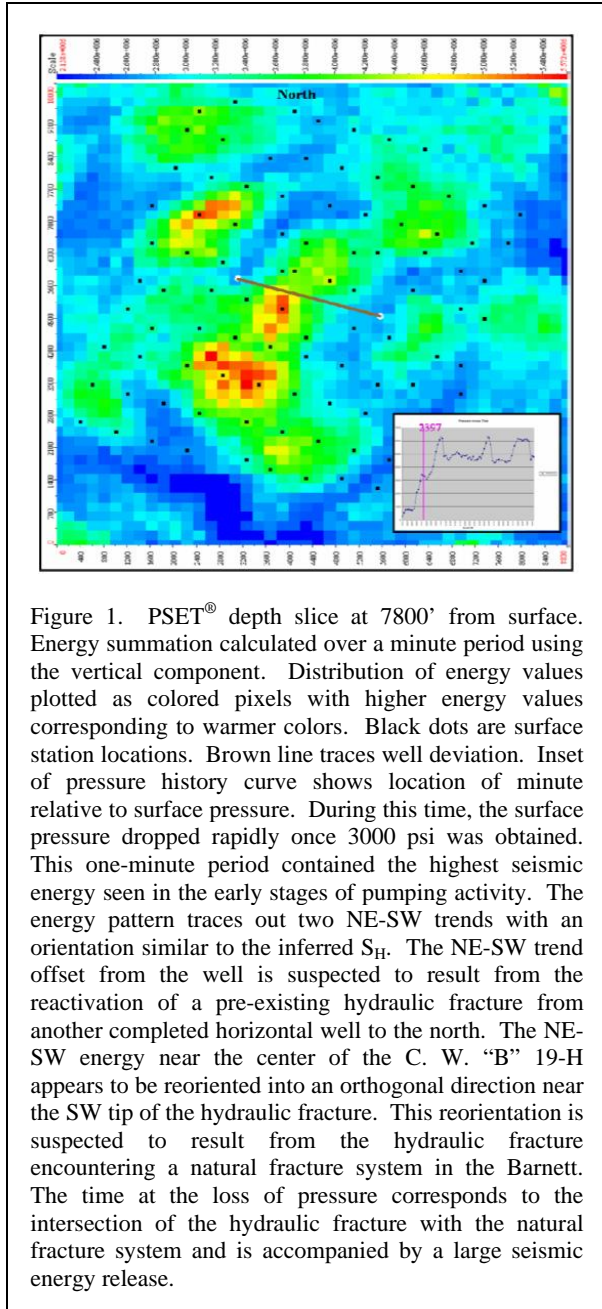 North
2357
Figure 1. PSET® depth slice at 7800’ from surface.
Energy summation calculated over a minute period using
the vertical component. Distribution of energy values
plotted as colored pixels with higher energy values
corresponding to warmer colors. Black dots are surface
station locations. Brown line traces well deviation. Inset
of pressure history curve shows location of minute
relative to surface pressure. During this time, the surface
pressure dropped rapidly once 3000 psi was obtained.
This one-minute period contained the highest seismic
energy seen in the early stages of pumping activity. The
energy pattern traces out two NE-SW trends with an
orientation similar to the inferred SH. The NE-SW trend
offset from the well is suspected to result from the
reactivation of a pre-existing hydraulic fracture from
another completed horizontal well to the north. The NE-
SW energy near the center of the C. W. “B” 19-H
appears to be reoriented into an orthogonal direction near
the SW tip of the hydraulic fracture. This reorientation is
suspected to result from the hydraulic fracture
encountering a natural fracture system in the Barnett.
The time at the loss of pressure corresponds to the
intersection of the hydraulic fracture with the natural
fracture system and is accompanied by a large seismic
energy release.